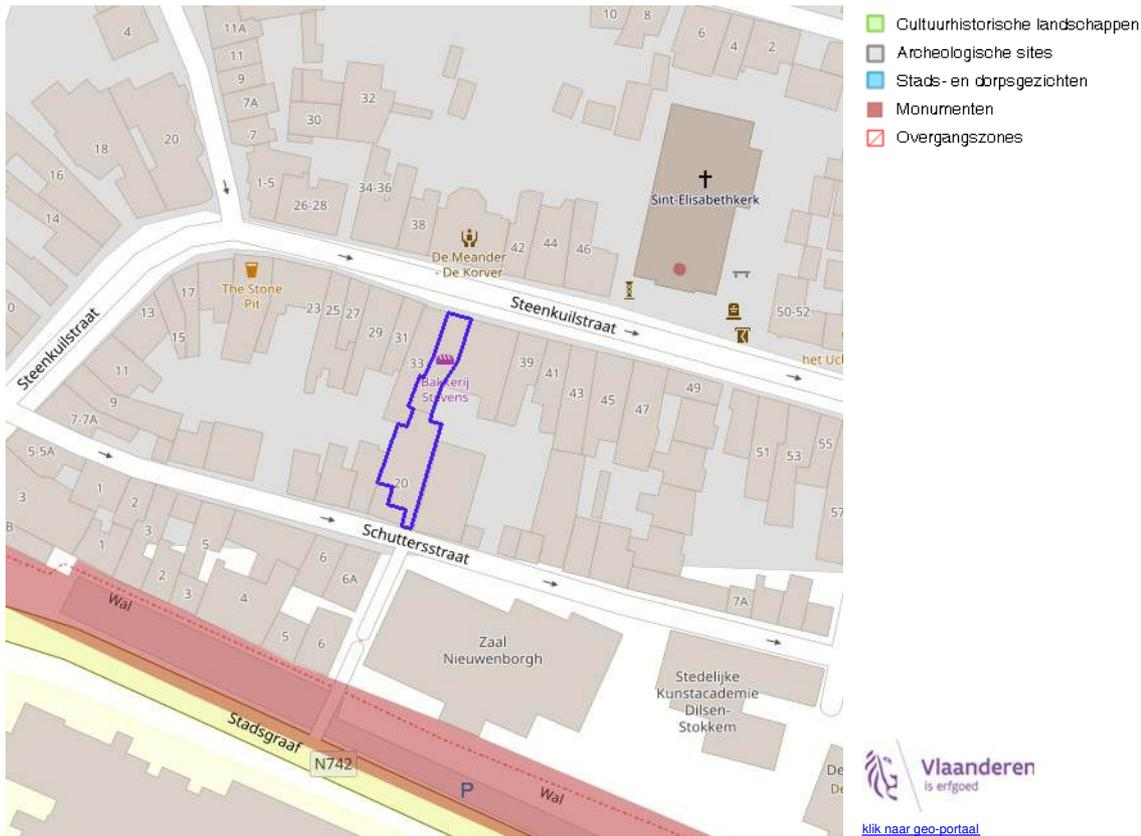 Cultuurhistorische landschappen
Archeologische sites
Stads- en dorpsgezichten
Monumenten
Overgangszones
4
11A
11
9
7A
7
32
30
10
8
6
4
2
18
20
16
14
1-5
26-28
34-36
38
De Meander
- De Korver
42
44
46
Sint-Elisabethkerk
50-52
Steenkuilstraat
Steenkuilstraat
The Stone
Pit
13
15
17
23
25
27
29
31
33
Bakkerij
Stevens
39
41
43
45
47
49
51
53
55
57
het Uc
11
9
7-7A
5-5A
20
3
B
1
1
2
3
2
3
5
4
5
6
6
6A
Schuttersstraat
7A
Wal
Zaal
Nieuwenborgh
Stedelijke
Kunstacademie
Dilsen-
Stokkem
Stadsgraaf
N742
P
Wal
De
De
Vlaanderen
is erfgoed
klik naar geo-portaal